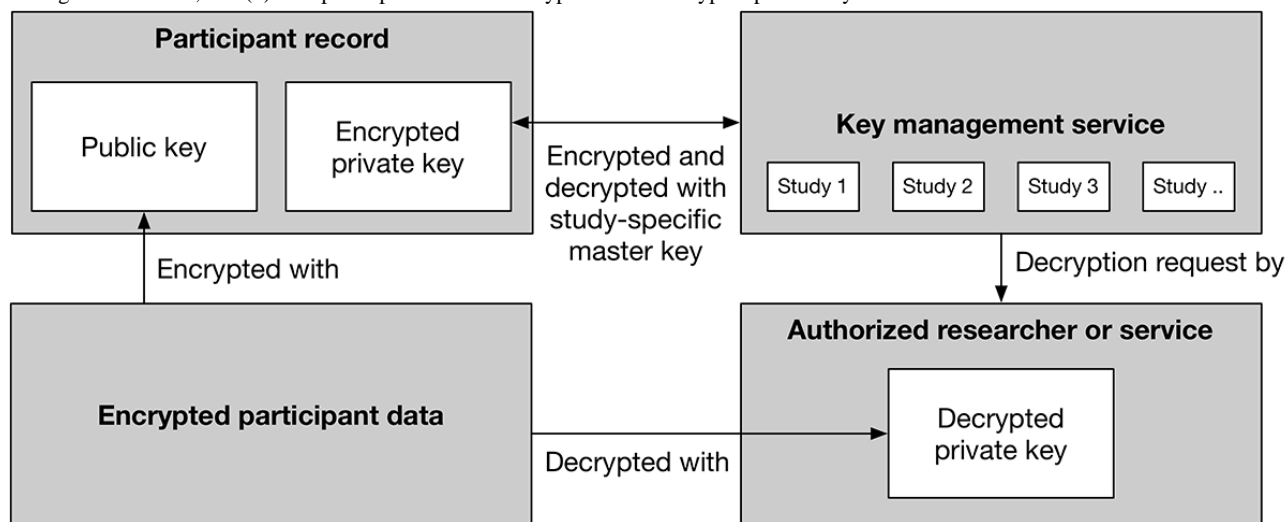 Participant record
Public key
Encrypted
private key
Encrypted and
decrypted with
study-specific
master key
Key management service
Study 1
Study 2
Study 3
Study ..
Encrypted with
Decryption request by
Encrypted participant data
Decrypted with
Authorized researcher or service
Decrypted
private key